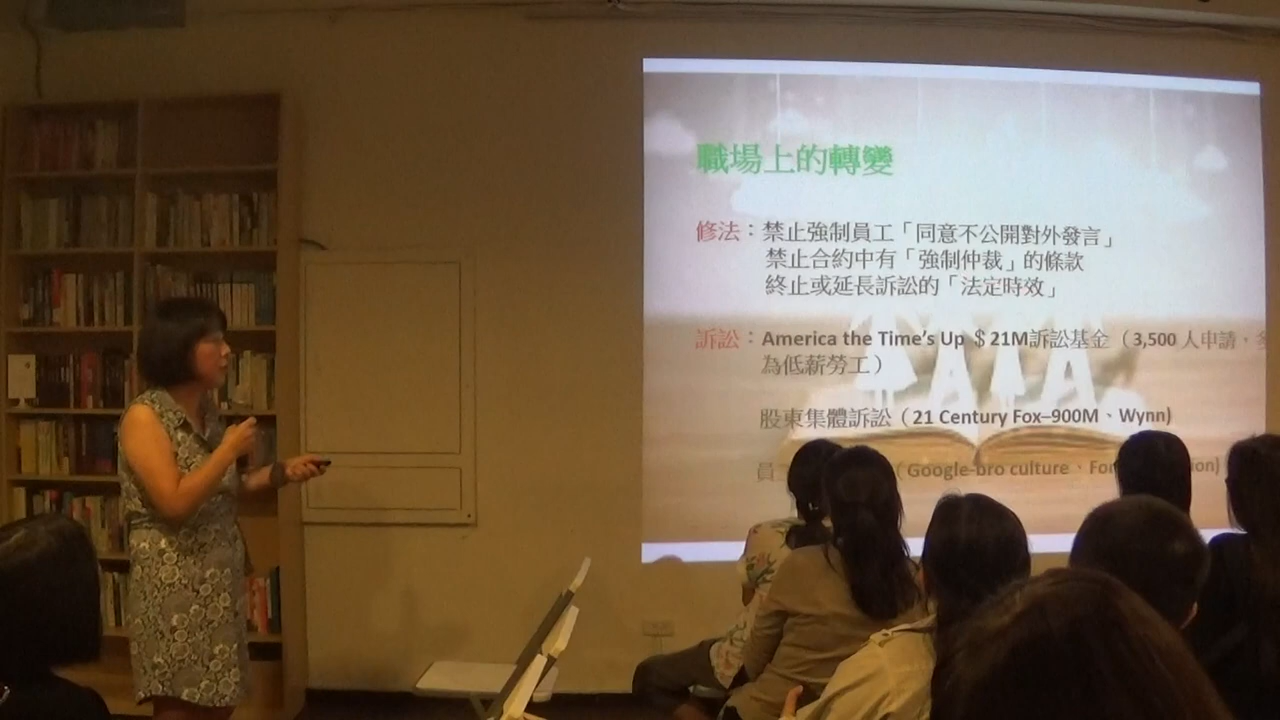 職場上的轉變
修法：禁止強制員工「同意不公開對外發言」
禁止合約中有「強制仲裁」的條款
終止或延長訴訟的「法定時效」
訴訟：America the Time's Up ＄21M訴訟基金（3,500 人申請，
為低薪勞工）
股東集體訴訟（21 Century Fox–900M、Wynn)
員（Google-bro culture、